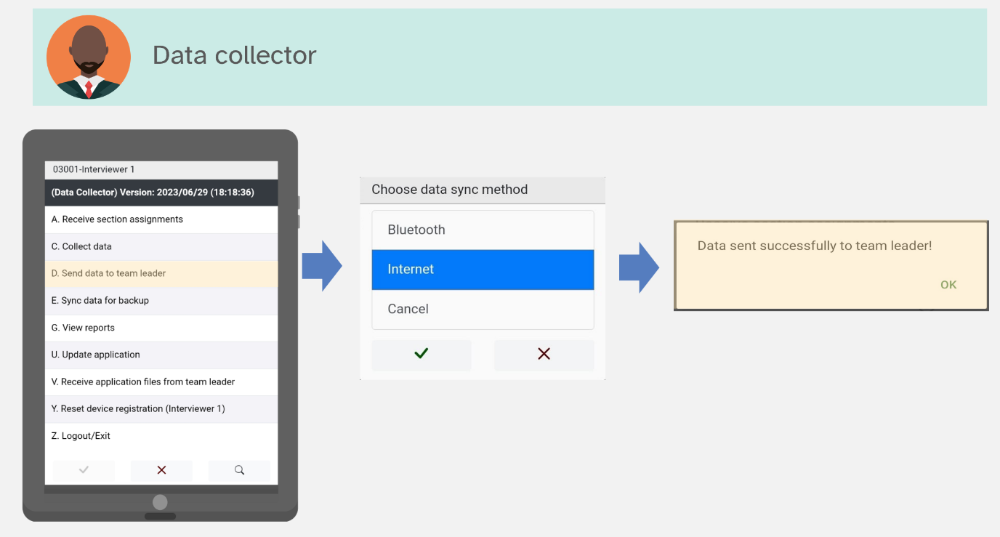 Data collector
03001-Interviewer 1
(Data Collector) Version: 2023/06/29 (18:18:36)
A. Receive section assignments
C. Collect data
D. Send data to team leader
E. Sync data for backup
G. View reports
U. Update application
V. Receive application files from team leader
Y. Reset device registration (Interviewer 1)
Z. Logout/Exit
Choose data sync method
Bluetooth
Internet
Cancel
Data sent successfully to team leader!
OK